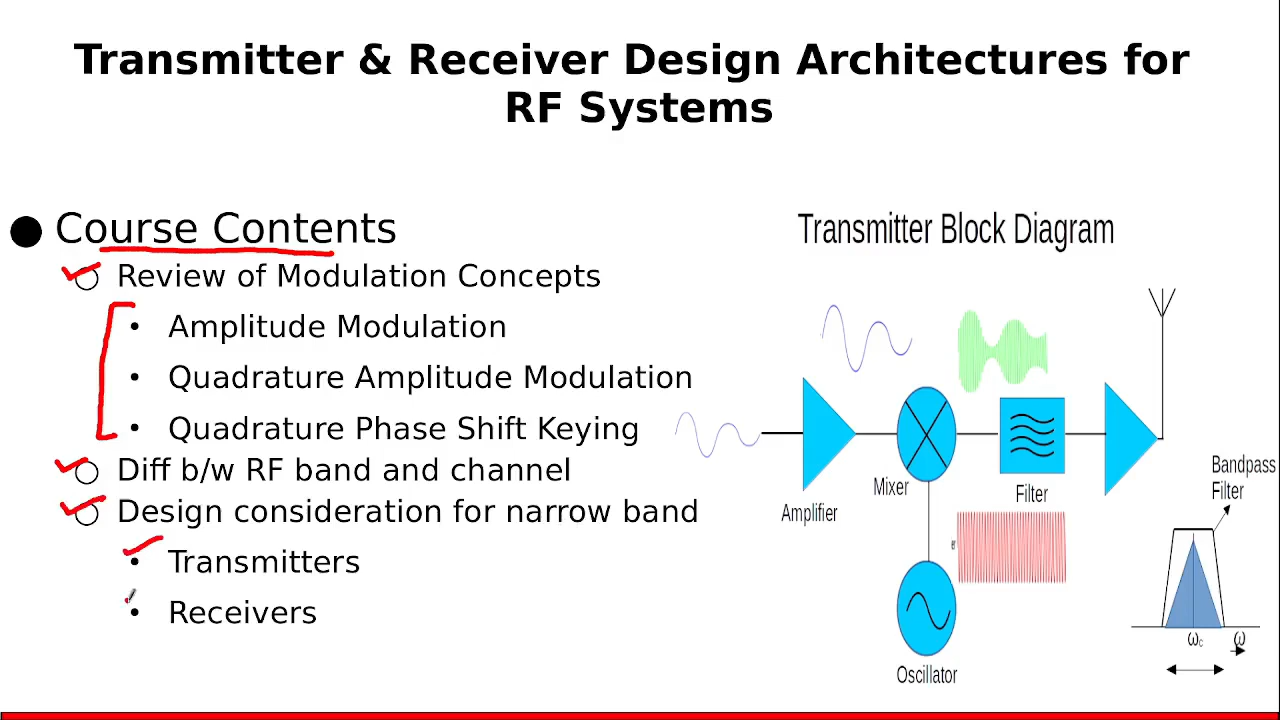 Transmitter & Receiver Design Architectures for
RF Systems
Course Contents
Review of Modulation Concepts
Amplitude Modulation
Quadrature Amplitude Modulation
Quadrature Phase Shift Keying
Diff b/w RF band and channel
Design consideration for narrow band
Transmitters
Receivers
Transmitter Block Diagram
Amplifier
Mixer
Filter
Oscillator
er
Bandpass
Filter
ωc
ω